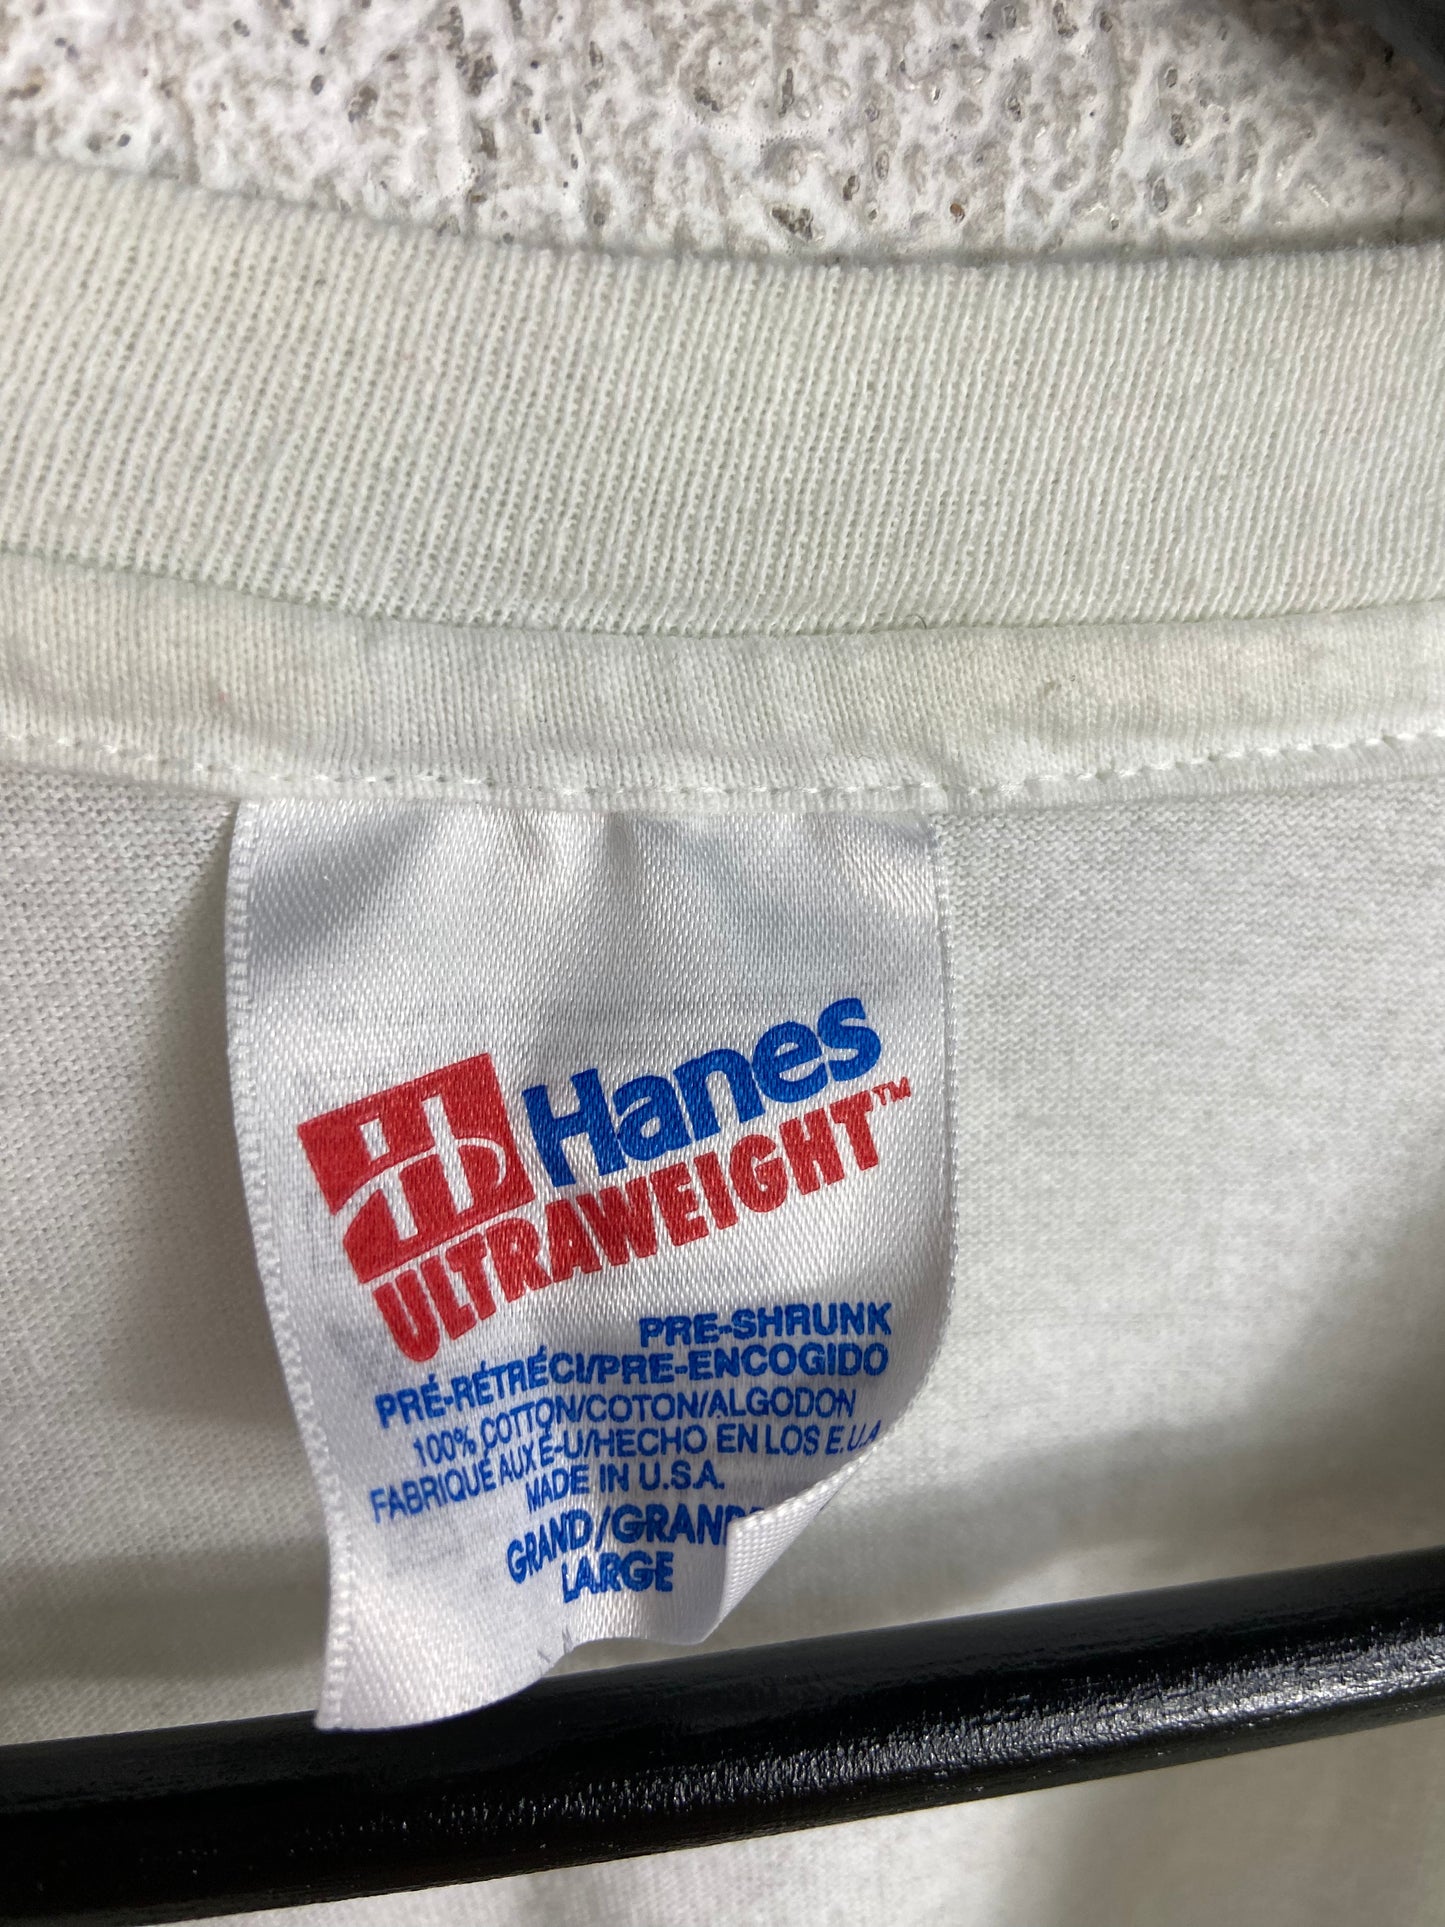 Hanes
ULTRAWEIGHT™
PRE-SHRUNK
PRÉ-RÉTRÉCI/PRE-ENCOGIDO
100% COTTON/COTON/ALGODON
FABRIQUÉ AUX É-U/HECHO EN LOS E.U.A.
MADE IN U.S.A.
GRAND/GRANDE
LARGE